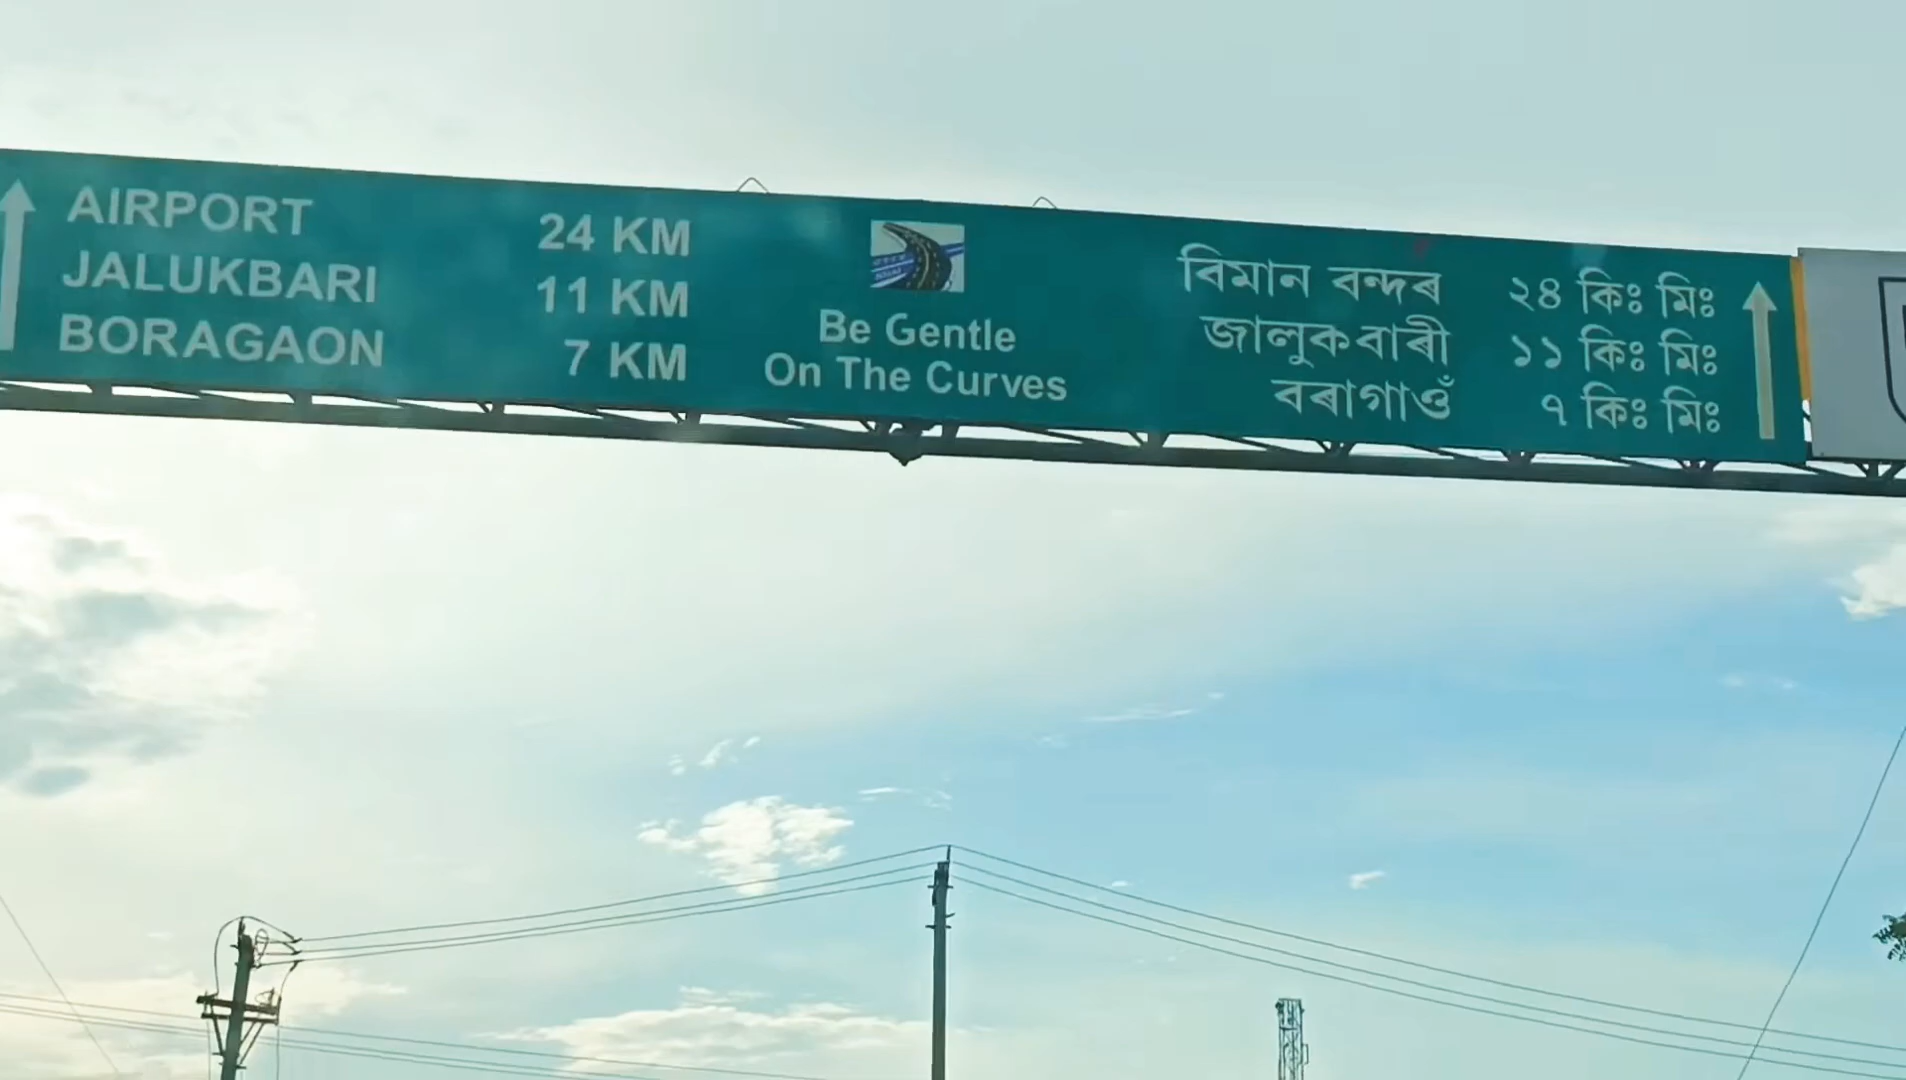 AIRPORT 24 KM
JALUKBARI 11 KM
BORAGAON 7 KM
Be Gentle
On The Curves
বিমান বন্দৰ ২৪ কিঃ মিঃ
জালুকবাৰী ১১ কিঃ মিঃ
বৰাগাওঁ ৭ কিঃ মিঃ